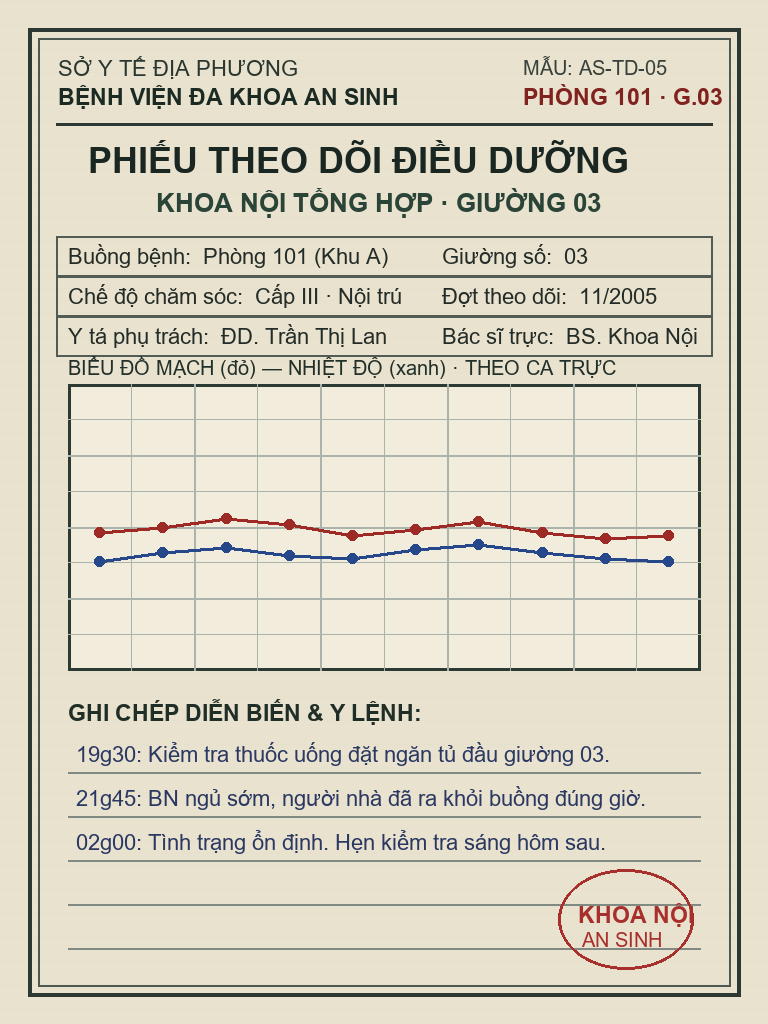 SỞ Y TẾ ĐỊA PHƯƠNG
MẪU: AS-TD-05
BỆNH VIỆN ĐA KHOA AN SINH
PHÒNG 101 · G.03
PHIẾU THEO DÕI ĐIỀU DƯỠNG
KHOA NỘI TỔNG HỢP · GIƯỜNG 03
Buồng bệnh: Phòng 101 (Khu A)
Giường số: 03
Chế độ chăm sóc: Cấp III · Nội trú
Đợt theo dõi: 11/2005
Y tá phụ trách: ĐD. Trần Thị Lan
Bác sĩ trực: BS. Khoa Nội
BIỂU ĐỒ MẠCH (đỏ) — NHIỆT ĐỘ (xanh) · THEO CA TRỰC
GHI CHÉP DIỄN BIẾN & Y LỆNH:
19g30: Kiểm tra thuốc uống đặt ngăn tủ đầu giường 03.
21g45: BN ngủ sớm, người nhà đã ra khỏi buồng đúng giờ.
02g00: Tình trạng ổn định. Hẹn kiểm tra sáng hôm sau.
KHOA NỘI
AN SINH